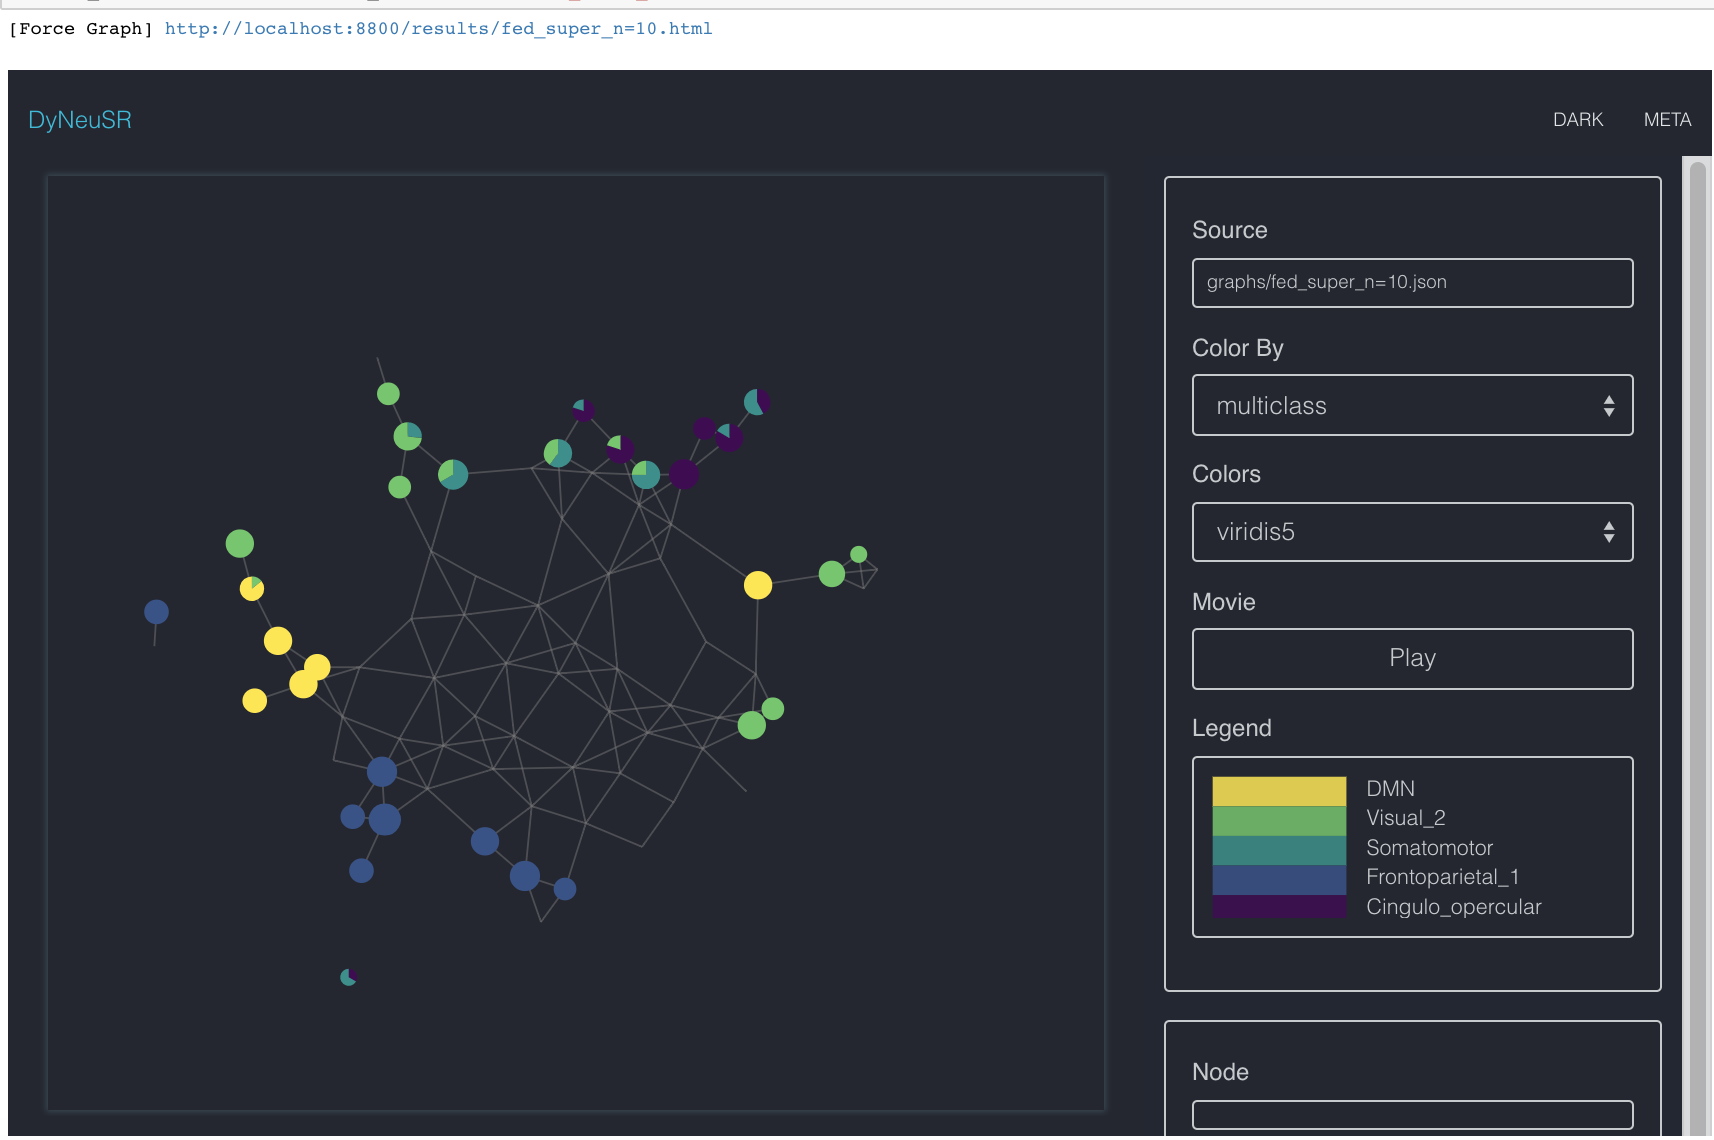 [Force Graph] http://localhost:8800/results/fed_super_n=10.html
DyNeuSR
DARK
META
Source
graphs/fed_super_n=10.json
Color By
multiclass
Colors
viridis5
Movie
Play
Legend
DMN
Visual_2
Somatomotor
Frontoparietal_1
Cingulo_opercular
Node